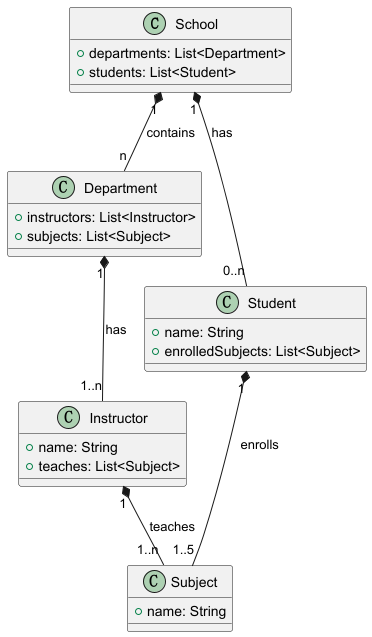 C School
departments: List<Department>
students: List<Student>
1 1
contains has
n
C Department
instructors: List<Instructor>
subjects: List<Subject>
1
0..n
C Student
name: String
enrolledSubjects: List<Subject>
has
1..n
1
C Instructor
name: String
teaches: List<Subject>
enrolls
1
teaches
1..n 1..5
C Subject
name: String